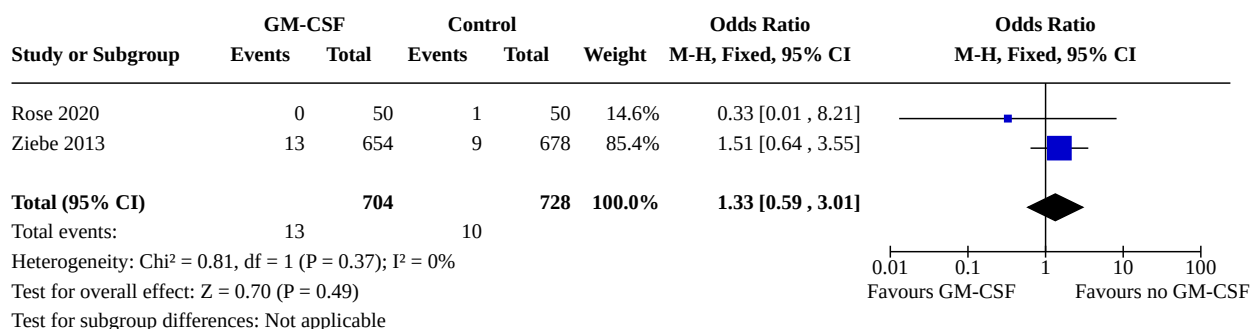 GM-CSF Control Odds Ratio Odds Ratio
Study or Subgroup Events Total Events Total Weight M-H, Fixed, 95% CI M-H, Fixed, 95% CI
Rose 2020 0 50 1 50 14.6% 0.33 [0.01 , 8.21]
Ziebe 2013 13 654 9 678 85.4% 1.51 [0.64 , 3.55]
Total (95% CI) 704 728 100.0% 1.33 [0.59 , 3.01]
Total events: 13 10
Heterogeneity: Chi² = 0.81, df = 1 (P = 0.37); I² = 0% 0.01 0.1 1 10 100
Test for overall effect: Z = 0.70 (P = 0.49) Favours GM-CSF Favours no GM-CSF
Test for subgroup differences: Not applicable